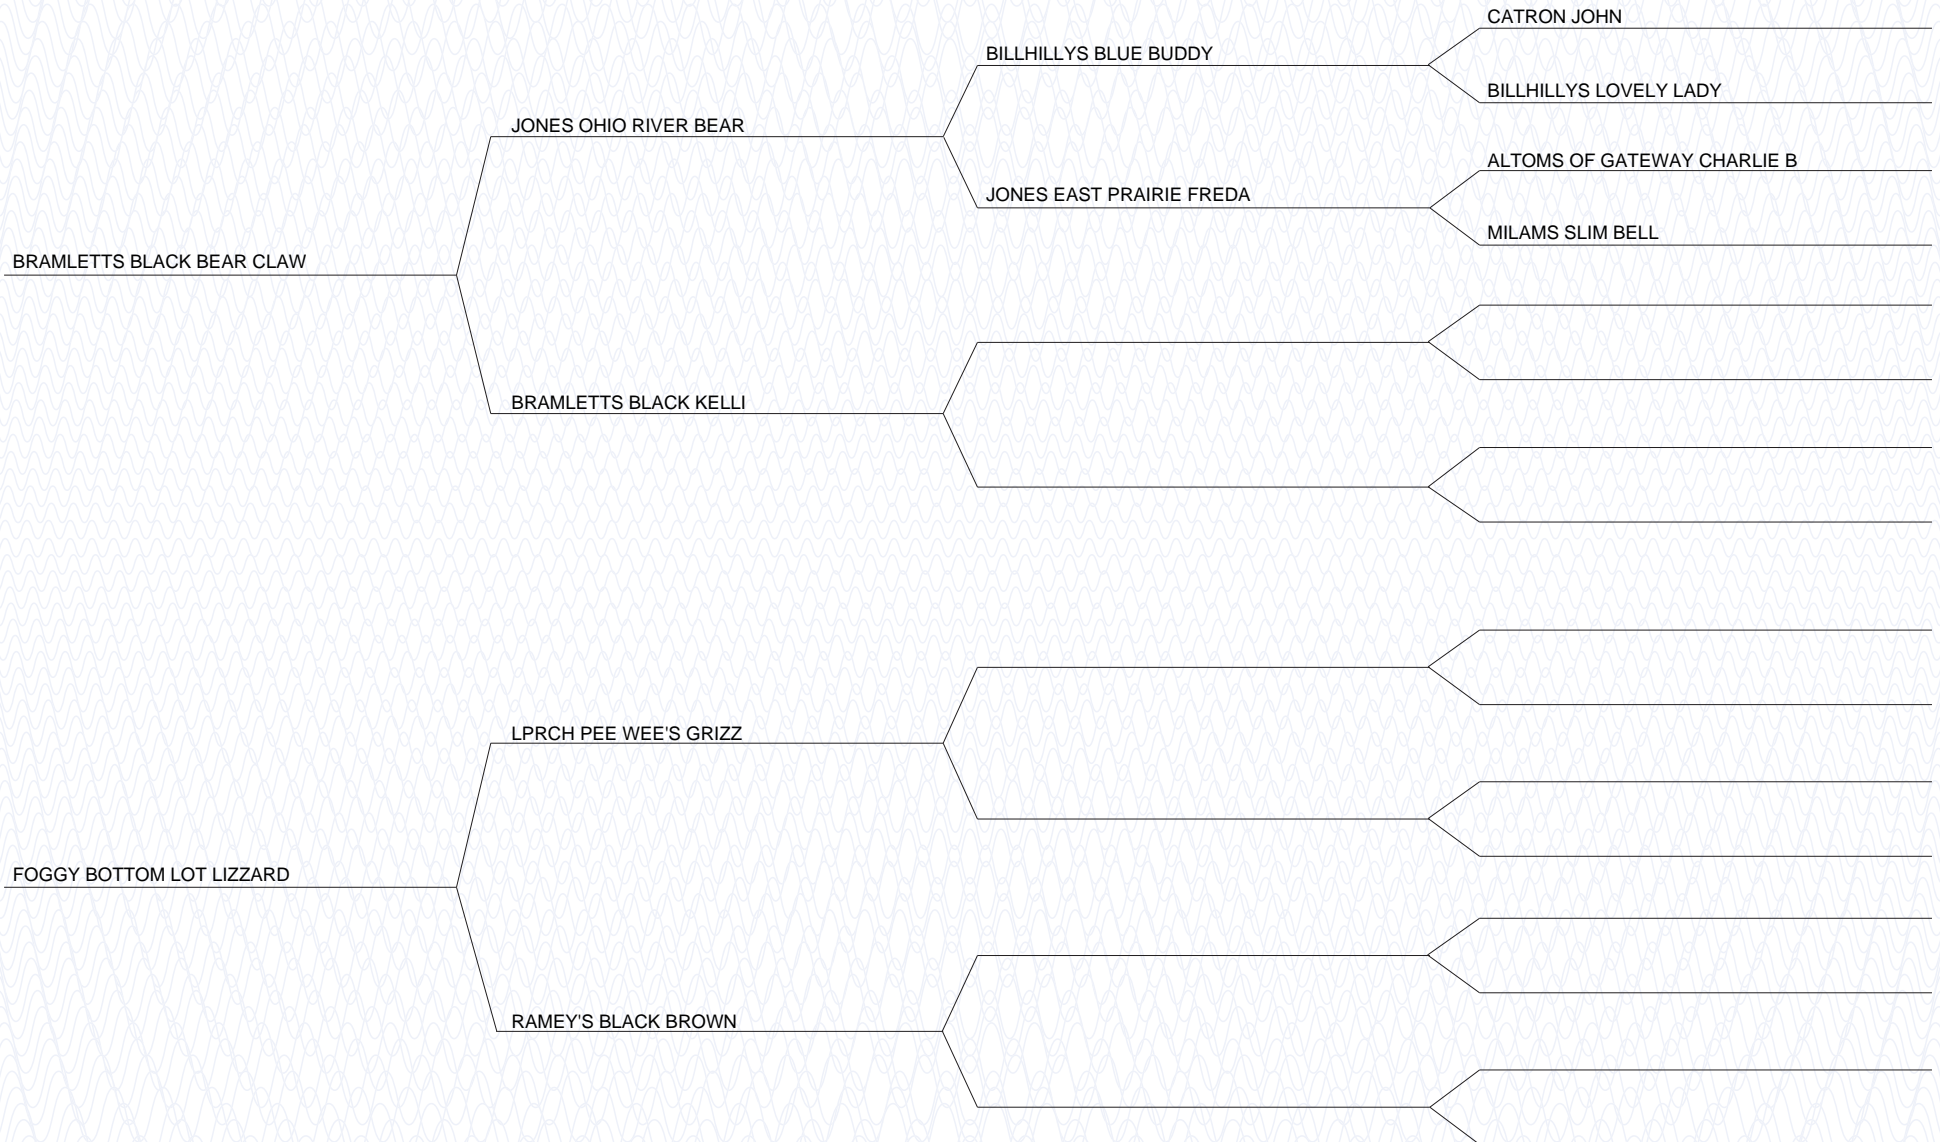 CATRON JOHN
BILLHILLYS BLUE BUDDY
BILLHILLYS LOVELY LADY
JONES OHIO RIVER BEAR
ALTOMS OF GATEWAY CHARLIE B
JONES EAST PRAIRIE FREDA
MILAMS SLIM BELL
BRAMLETTS BLACK BEAR CLAW
BRAMLETTS BLACK KELLI
LPRCH PEE WEE'S GRIZZ
FOGGY BOTTOM LOT LIZZARD
RAMEY'S BLACK BROWN